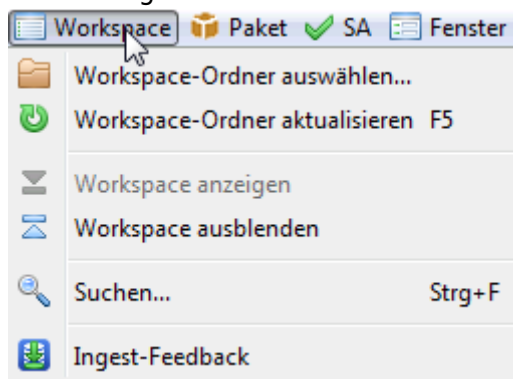 Workspace Paket SA Fenster
Workspace-Ordner auswählen...
Workspace-Ordner aktualisieren F5
Workspace anzeigen
Workspace ausblenden
Suchen... Strg+F
Ingest-Feedback